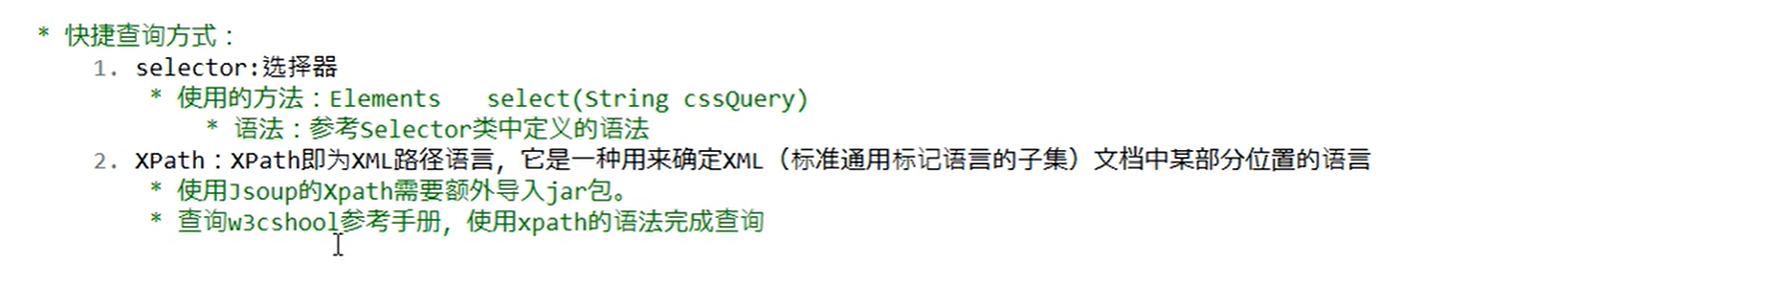 * 快捷查询方式：
1. selector:选择器
* 使用的方法：Elements   select(String cssQuery)
* 语法：参考Selector类中定义的语法
2. XPath：XPath即为XML路径语言，它是一种用来确定XML（标准通用标记语言的子集）文档中某部分位置的语言
* 使用Jsoup的Xpath需要额外导入jar包。
* 查询w3cshool参考手册，使用xpath的语法完成查询